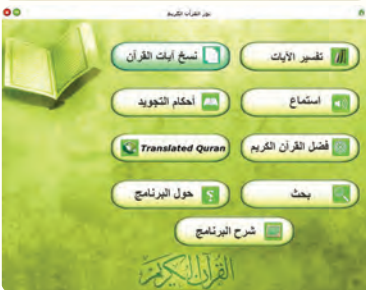 نور القرآن الكريم
تفسير الآيات
نسخ آيات القرآن
استماع
أحكام التجويد
فضل القرآن الكريم
Translated Quran
بحث
حول البرنامج
شرح البرنامج
القرآن الكريم